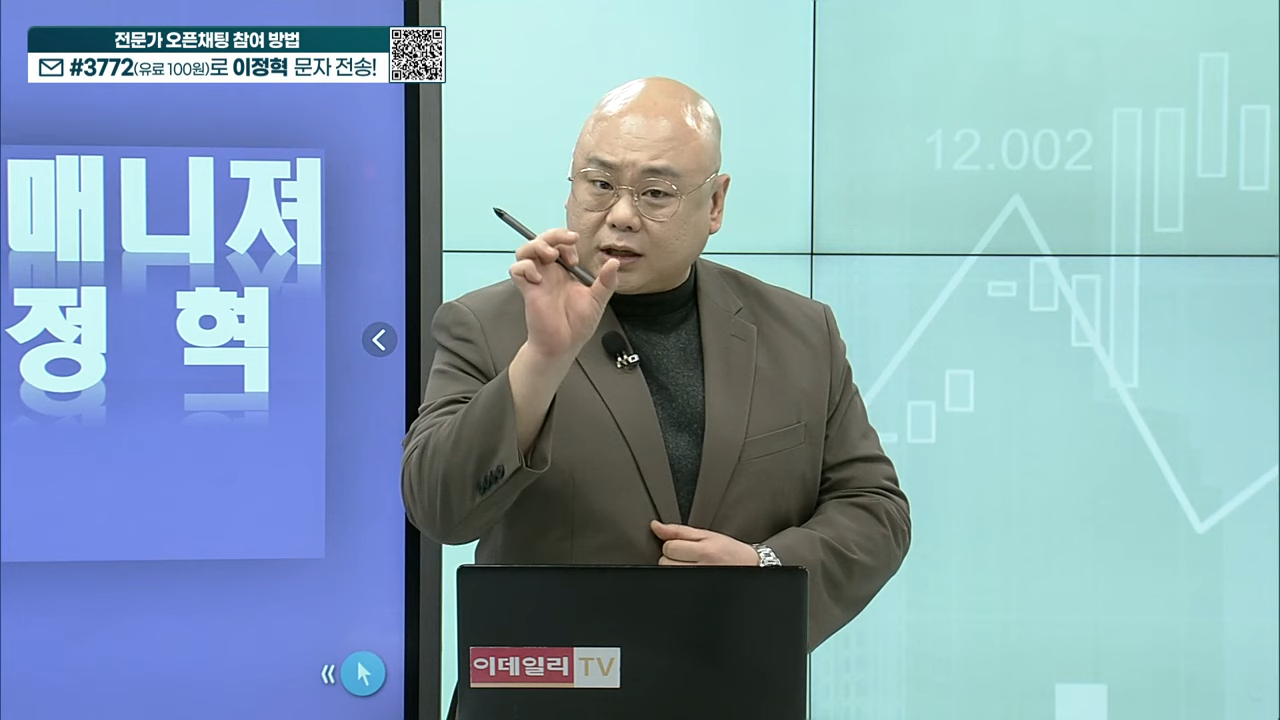 전문가 오픈채팅 참여 방법
#3772(유료 100원)로 이정혁 문자 전송!
매니져
정 혁
12.002
이데일리TV